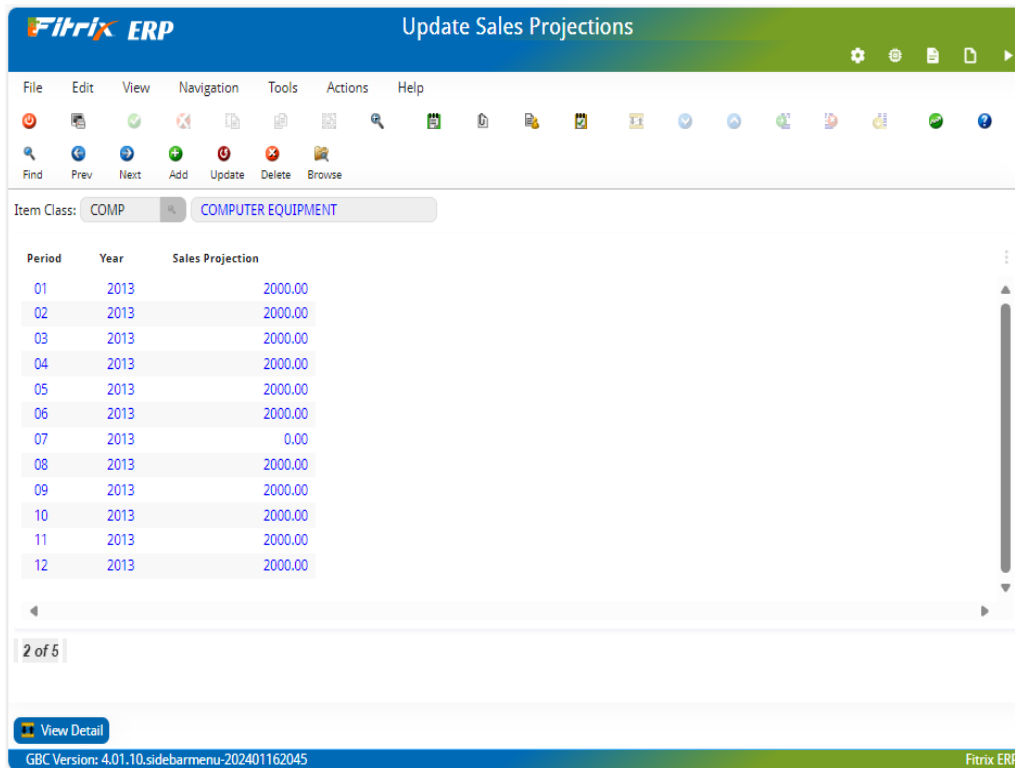 Fitrix ERP
Update Sales Projections
File Edit View Navigation Tools Actions Help
Find Prev Next Add Update Delete Browse
Item Class: COMP COMPUTER EQUIPMENT
Period Year Sales Projection
01 2013 2000.00
02 2013 2000.00
03 2013 2000.00
04 2013 2000.00
05 2013 2000.00
06 2013 2000.00
07 2013 0.00
08 2013 2000.00
09 2013 2000.00
10 2013 2000.00
11 2013 2000.00
12 2013 2000.00
2 of 5
View Detail
GBC Version: 4.01.10.sidebarmenu-202401162045 Fitrix ERP